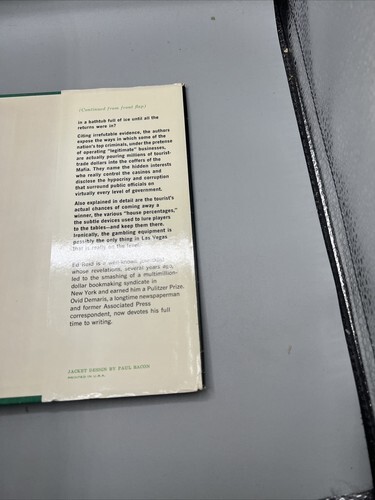 (Continued from front flap)
in a bathtub full of ice until all the
returns were in?
Citing irrefutable evidence, the authors
expose the ways in which some of the
nation's top criminals, under the pretense
of operating "legitimate" businesses,
are actually pouring millions of tourist-
trade dollars into the coffers of the
Mafia. They name the hidden interests
who really control the casinos and
disclose the hypocrisy and corruption
that surround public officials on
virtually every level of government.
Also explained in detail are the tourist's
actual chances of coming away a
winner, the various "house percentages,"
the subtle devices used to lure players
to the tables—and keep them there.
Ironically, the gambling equipment is
possibly the only thing in Las Vegas
that is really on the level.
Ed Reid is a
whose revelations, several years ago,
led to the smashing of a multimillion-
dollar bookmaking syndicate in
New York and earned him a Pulitzer Prize.
Ovid Demaris, a longtime newspaperman
and former Associated Press
correspondent, now devotes his full
time to writing.
JACKET DESIGN BY PAUL BACON
PRINTED IN U.S.A.